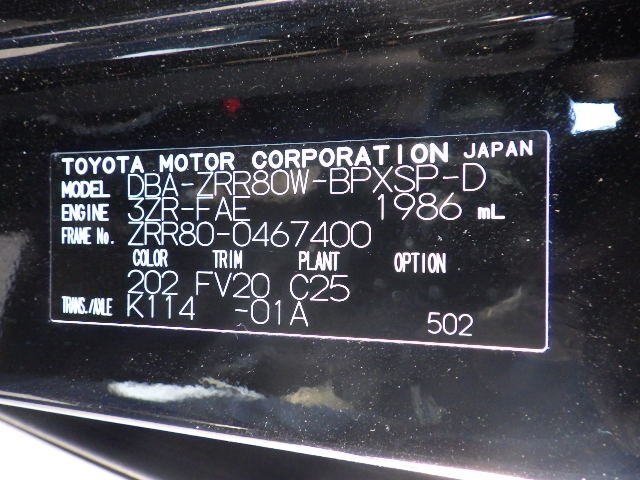 TOYOTA MOTOR CORPORATION JAPAN
MODEL DBA-ZRR80W-BPXSP-D
ENGINE 3ZR-FAE 1986 mL
FRAME No. ZRR80-0467400
COLOR TRIM PLANT OPTION
202 FV20 C25
TRANS./AXLE K114 -01A 502